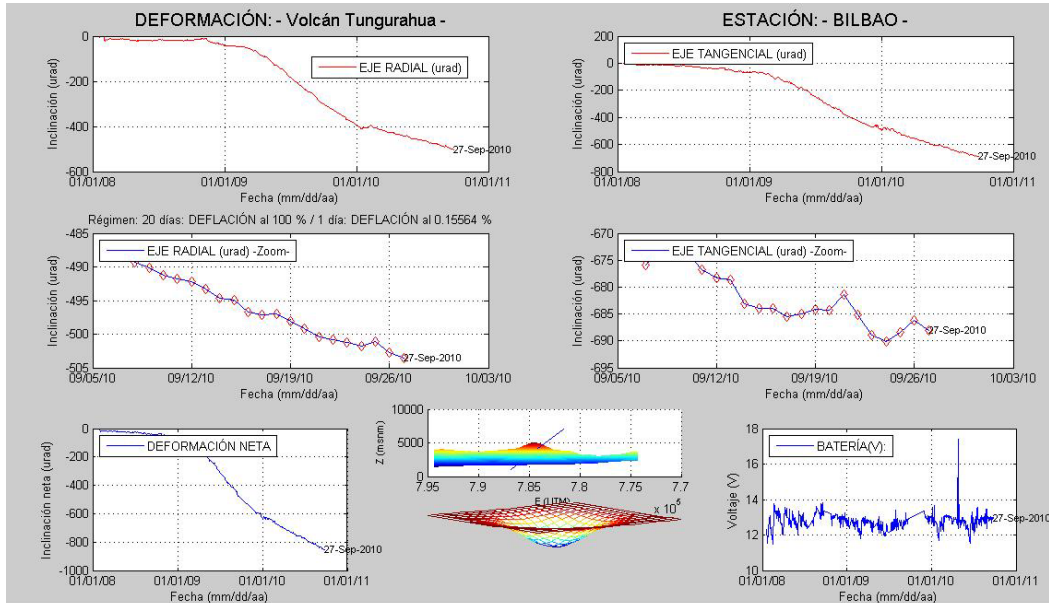 DEFORMACIÓN: - Volcán Tungurahua -
ESTACIÓN: - BILBAO -
0
-200
-400
-600
Inclinación (urad)
EJE RADIAL (urad)
27-Sep-2010
01/01/08 01/01/09 01/01/10 01/01/11
Fecha (mm/dd/aa)
200
0
-200
-400
-600
-800
Inclinación (urad)
EJE TANGENCIAL (urad)
27-Sep-2010
01/01/08 01/01/09 01/01/10 01/01/11
Fecha (mm/dd/aa)
Régimen: 20 días: DEFLACIÓN al 100 % / 1 día: DEFLACIÓN al 0.15564 %
-485
-490
-495
-500
-505
Inclinación (urad)
EJE RADIAL (urad) -Zoom-
27-Sep-2010
09/05/10 09/12/10 09/19/10 09/26/10 10/03/10
Fecha (mm/dd/aa)
-670
-675
-680
-685
-690
-695
Inclinación (urad)
EJE TANGENCIAL (urad) -Zoom-
27-Sep-2010
09/05/10 09/12/10 09/19/10 09/26/10 10/03/10
Fecha (mm/dd/aa)
0
-200
-400
-600
-800
-1000
Inclinación neta (urad)
DEFORMACIÓN NETA
27-Sep-2010
01/01/08 01/01/09 01/01/10 01/01/11
Fecha (mm/dd/aa)
10000
5000
0
Z (msnm)
7.95 7.9 7.85 7.8 7.75 7.7
E (UTM)
x 10⁵
18
16
14
12
10
Voltaje (V)
BATERÍA(V):
27-Sep-2010
01/01/08 01/01/09 01/01/10 01/01/11
Fecha (mm/dd/aa)